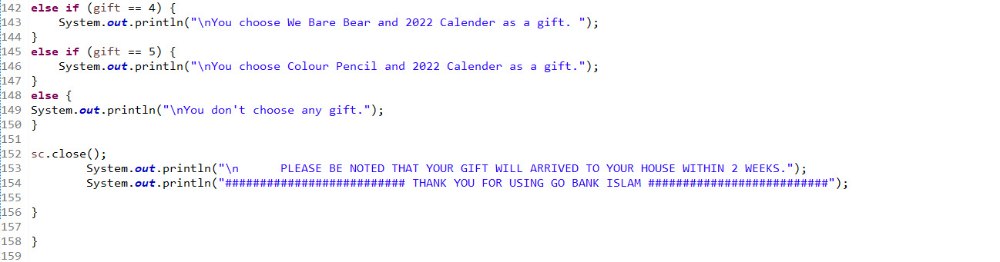 142 else if (gift == 4) {
143     System.out.println("\nYou choose We Bare Bear and 2022 Calender as a gift. ");
144 }
145 else if (gift == 5) {
146     System.out.println("\nYou choose Colour Pencil and 2022 Calender as a gift.");
147 }
148 else {
149 System.out.println("\nYou don't choose any gift.");
150 }
151
152 sc.close();
153         System.out.println("\n      PLEASE BE NOTED THAT YOUR GIFT WILL ARRIVED TO YOUR HOUSE WITHIN 2 WEEKS.");
154         System.out.println("########################## THANK YOU FOR USING GO BANK ISLAM ##########################");
155
156 }
157
158 }
159